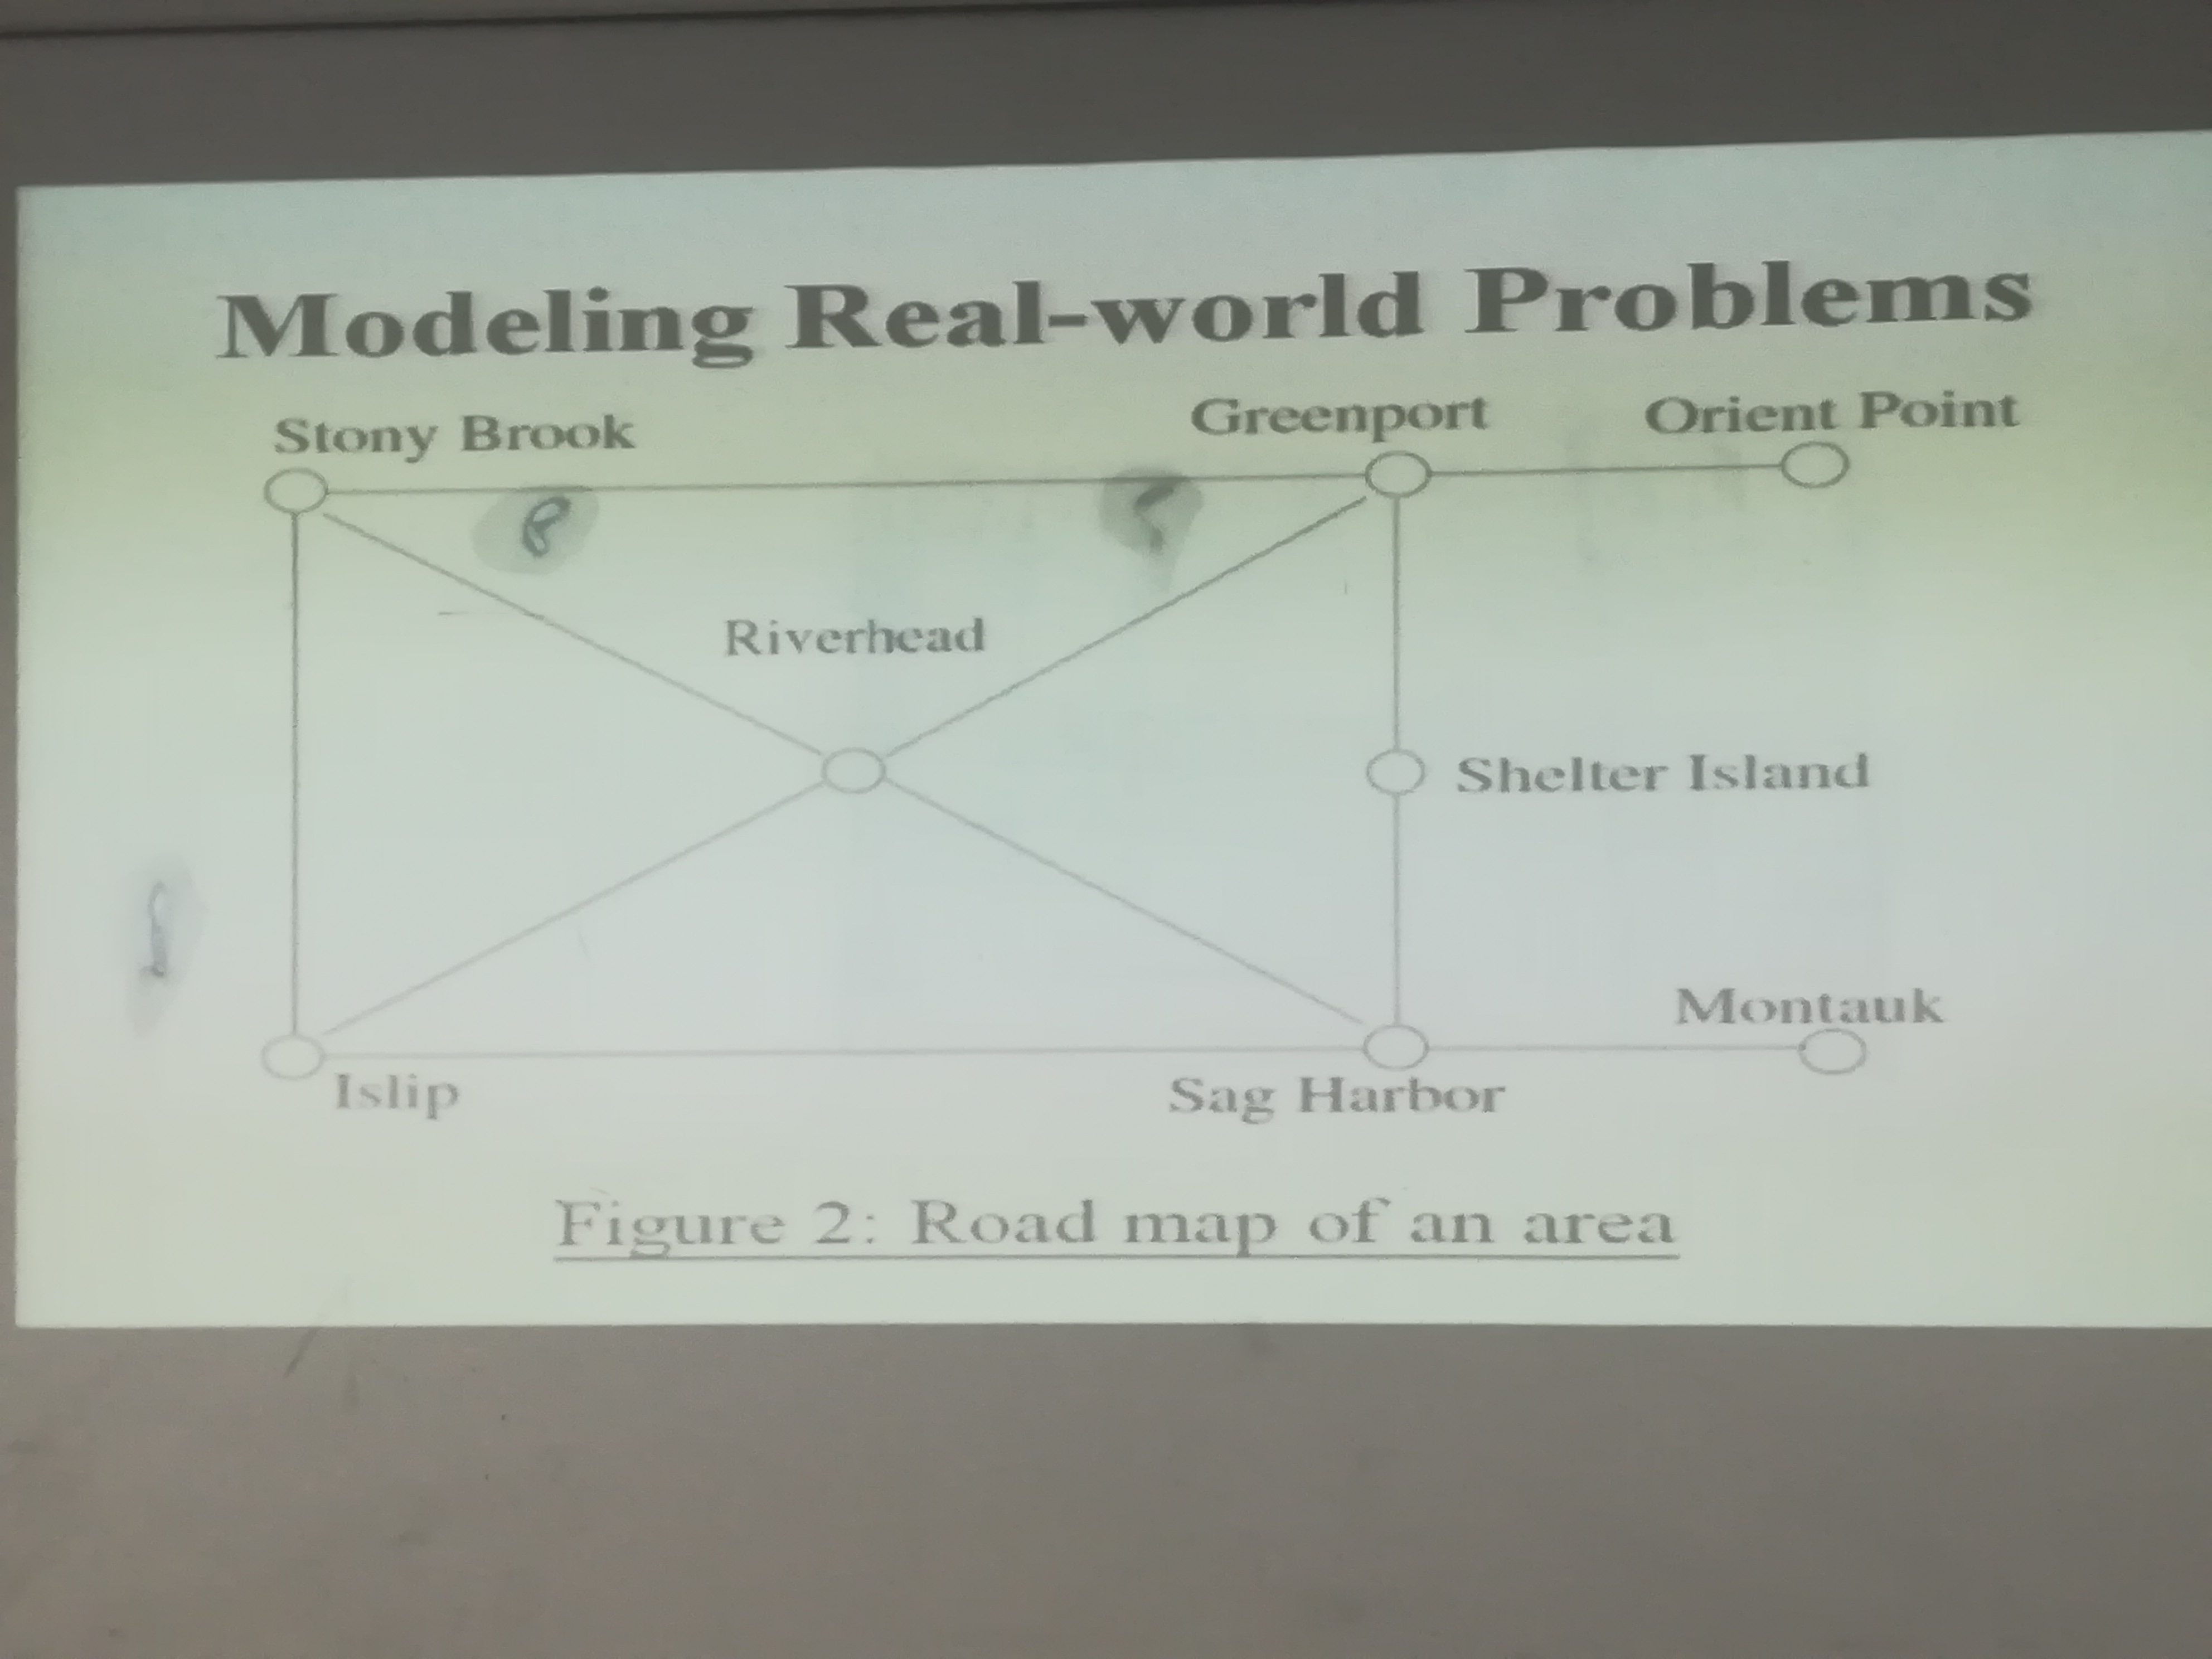 Modeling Real-world Problems
Stony Brook
Greenport
Orient Point
Riverhead
Shelter Island
Montauk
Islip
Sag Harbor
Figure 2: Road map of an area